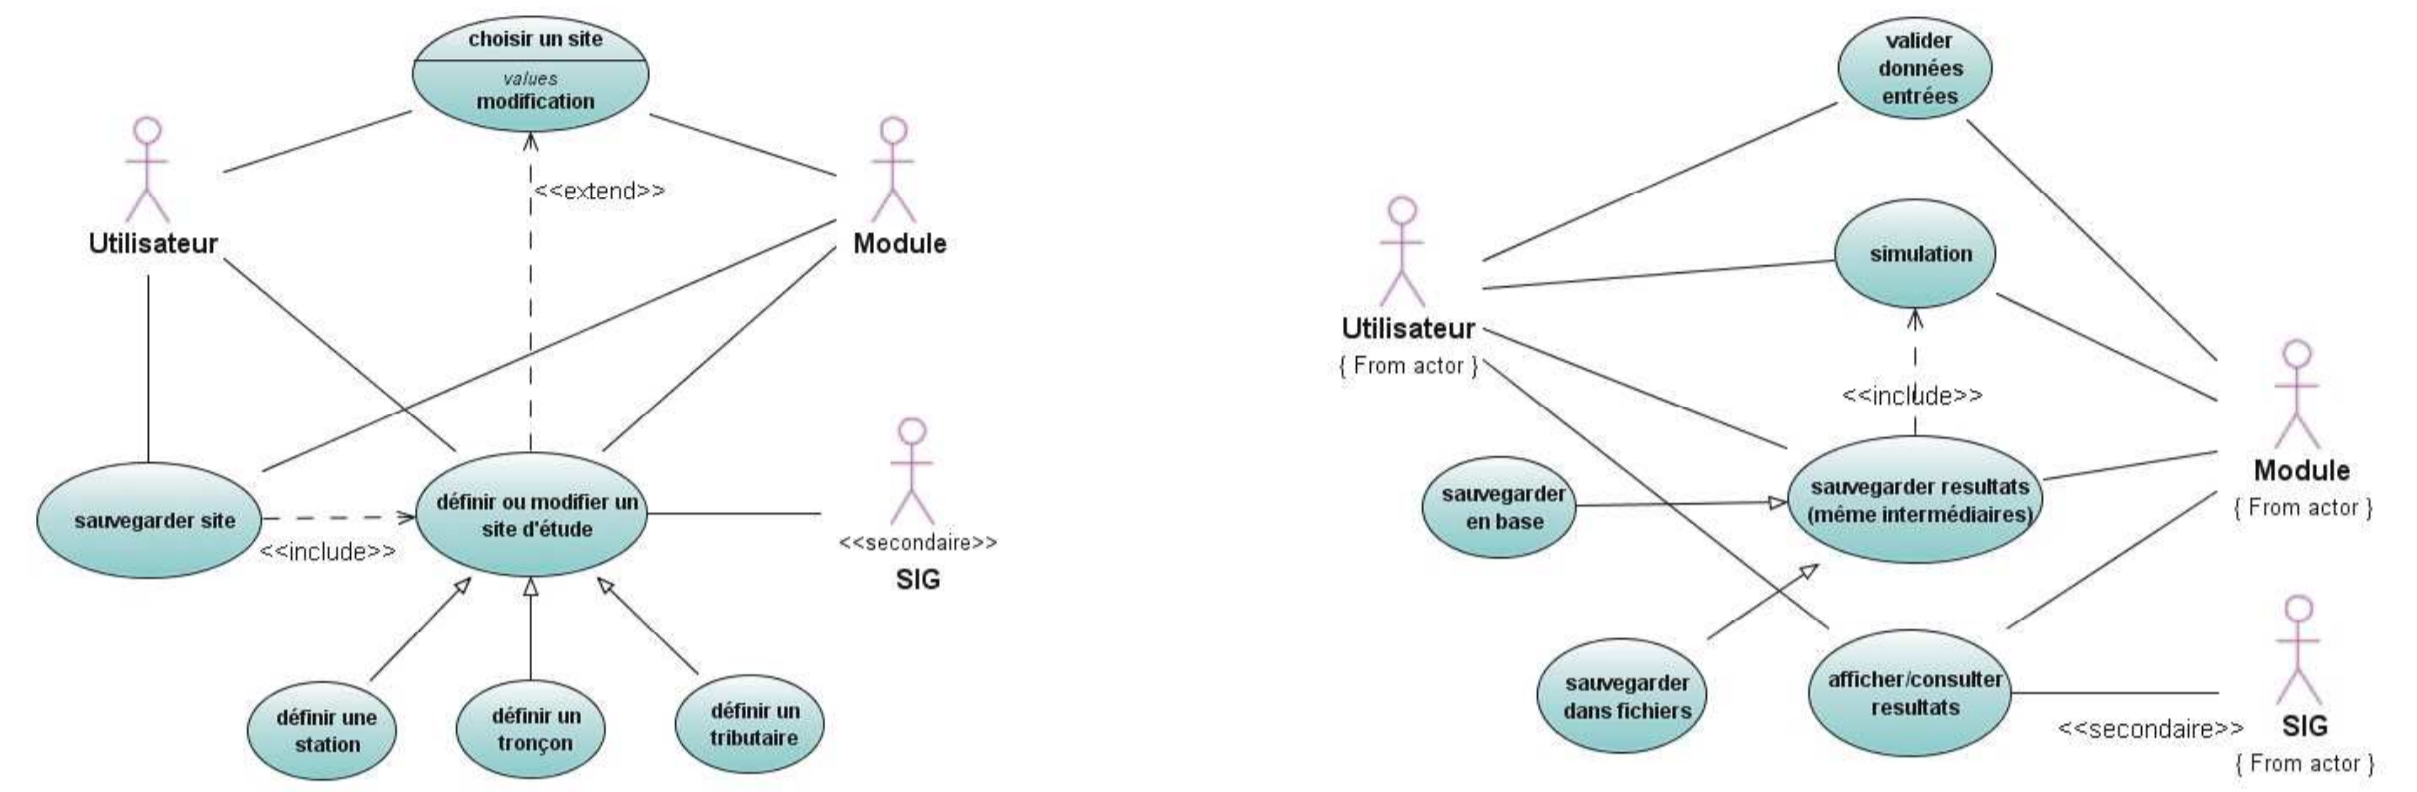 choisir un site
values
modification
Utilisateur
Module
<<extend>>
sauvegarder site
<<include>>
définir ou modifier un
site d'étude
<<secondaire>>
SIG
définir une
station
définir un
tronçon
définir un
tributaire
valider
données
entrées
Utilisateur
{ From actor }
simulation
<<include>>
Module
{ From actor }
sauvegarder
en base
sauvegarder resultats
(même intermédiaires)
sauvegarder
dans fichiers
afficher/consulter
resultats
<<secondaire>>
SIG
{ From actor }